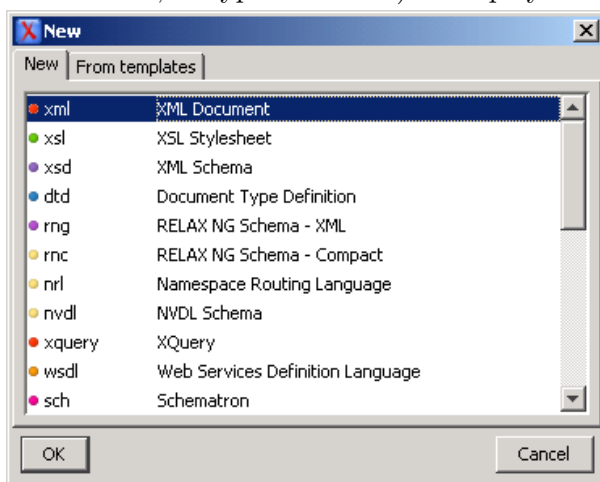 New
New From templates
xml XML Document
xsl XSL Stylesheet
xsd XML Schema
dtd Document Type Definition
rng RELAX NG Schema - XML
rnc RELAX NG Schema - Compact
nrl Namespace Routing Language
nvdl NVDL Schema
xquery XQuery
wsdl Web Services Definition Language
sch Schematron
OK Cancel